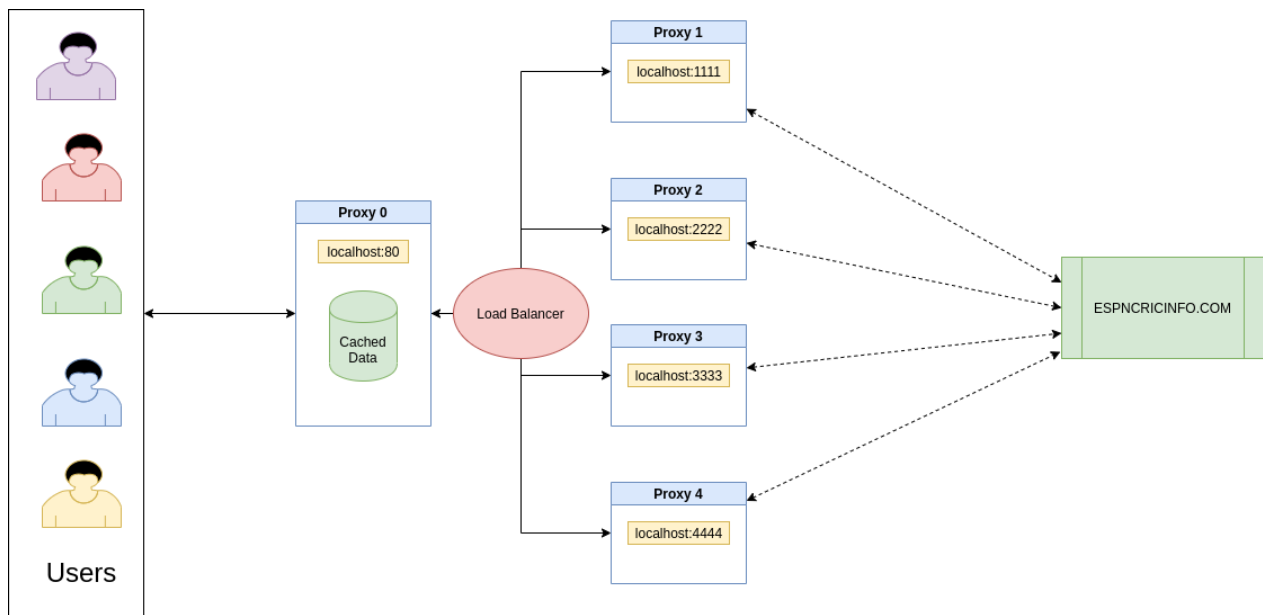 Users
Proxy 0
localhost:80
Cached
Data
Load Balancer
Proxy 1
localhost:1111
Proxy 2
localhost:2222
Proxy 3
localhost:3333
Proxy 4
localhost:4444
ESPNCRICINFO.COM